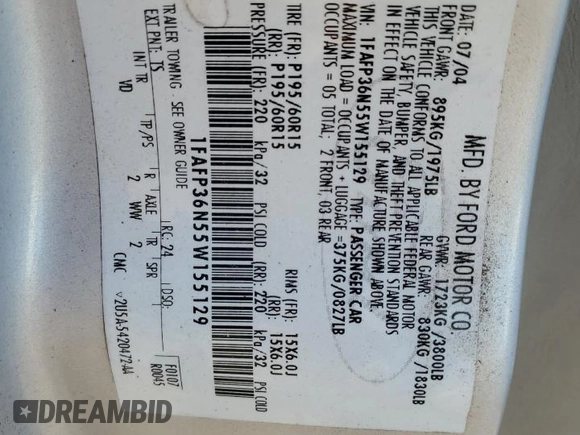 MFD. BY FORD MOTOR CO.
DATE: 07/04 GVWR: 1723KG/3800LB
FRONT GAWR: 895KG/1975LB REAR GAWR: 830KG/1830LB
THIS VEHICLE CONFORMS TO ALL APPLICABLE FEDERAL MOTOR
VEHICLE SAFETY, BUMPER, AND THEFT PREVENTION STANDARDS
IN EFFECT ON THE DATE OF MANUFACTURE SHOWN ABOVE.
VIN: 1FAFP36N55W155129 TYPE: PASSENGER CAR
MAXIMUM LOAD = OCCUPANTS + LUGGAGE = 375KG/0827LB
OCCUPANTS = 05 TOTAL, 2 FRONT, 03 REAR
TIRE (FR): P195/60R15 RIMS (FR): 15X6.0J
(RR): P195/60R15 (RR): 15X6.0J
PRESSURE (FR): 220 kPa/32 PSI COLD (RR): 220 kPa/32 PSI COLD
1FAFP36N55W155129
TRAILER TOWING - SEE OWNER GUIDE
EXT PNT: TS RC: 24 DSO: F0107
R0045
INT TR TP/PS R AXLE TR SPR
VD 2 WW 2 CMC
DREAMBID